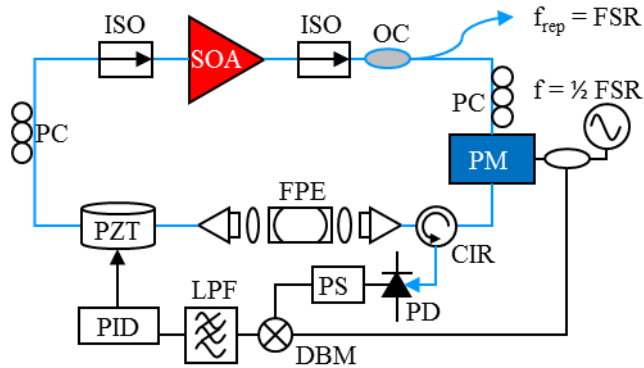 ISO
SOA
ISO
OC
f_rep = FSR
PC
PC
f = ½ FSR
PM
FPE
PZT
CIR
PS
PD
LPF
PID
DBM